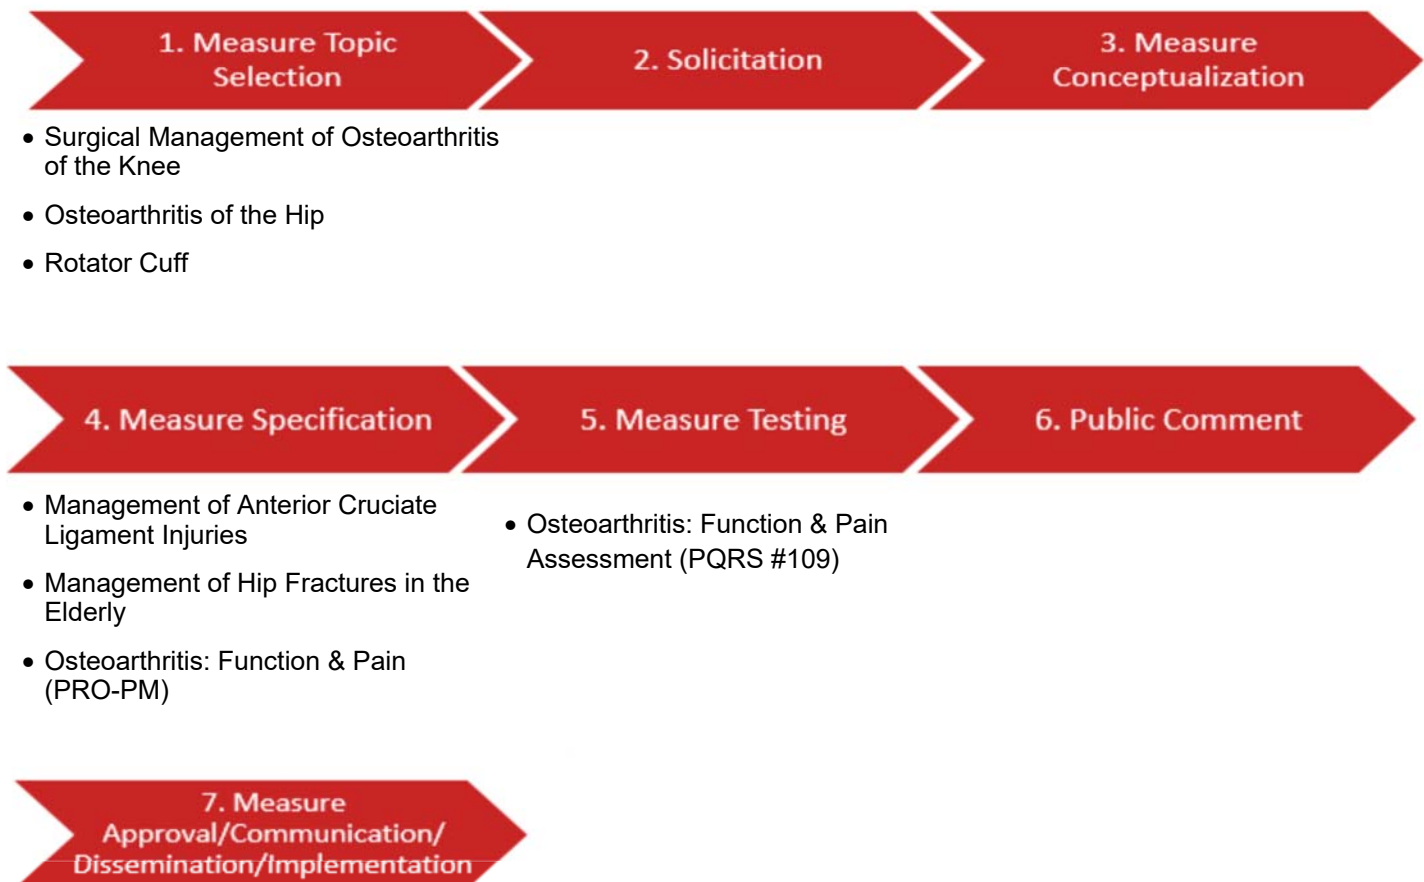 1. Measure Topic
Selection
2. Solicitation
3. Measure
Conceptualization
• Surgical Management of Osteoarthritis
of the Knee
• Osteoarthritis of the Hip
• Rotator Cuff
4. Measure Specification
5. Measure Testing
6. Public Comment
• Management of Anterior Cruciate
Ligament Injuries
• Management of Hip Fractures in the
Elderly
• Osteoarthritis: Function & Pain
(PRO-PM)
• Osteoarthritis: Function & Pain
Assessment (PQRS #109)
7. Measure
Approval/Communication/
Dissemination/Implementation